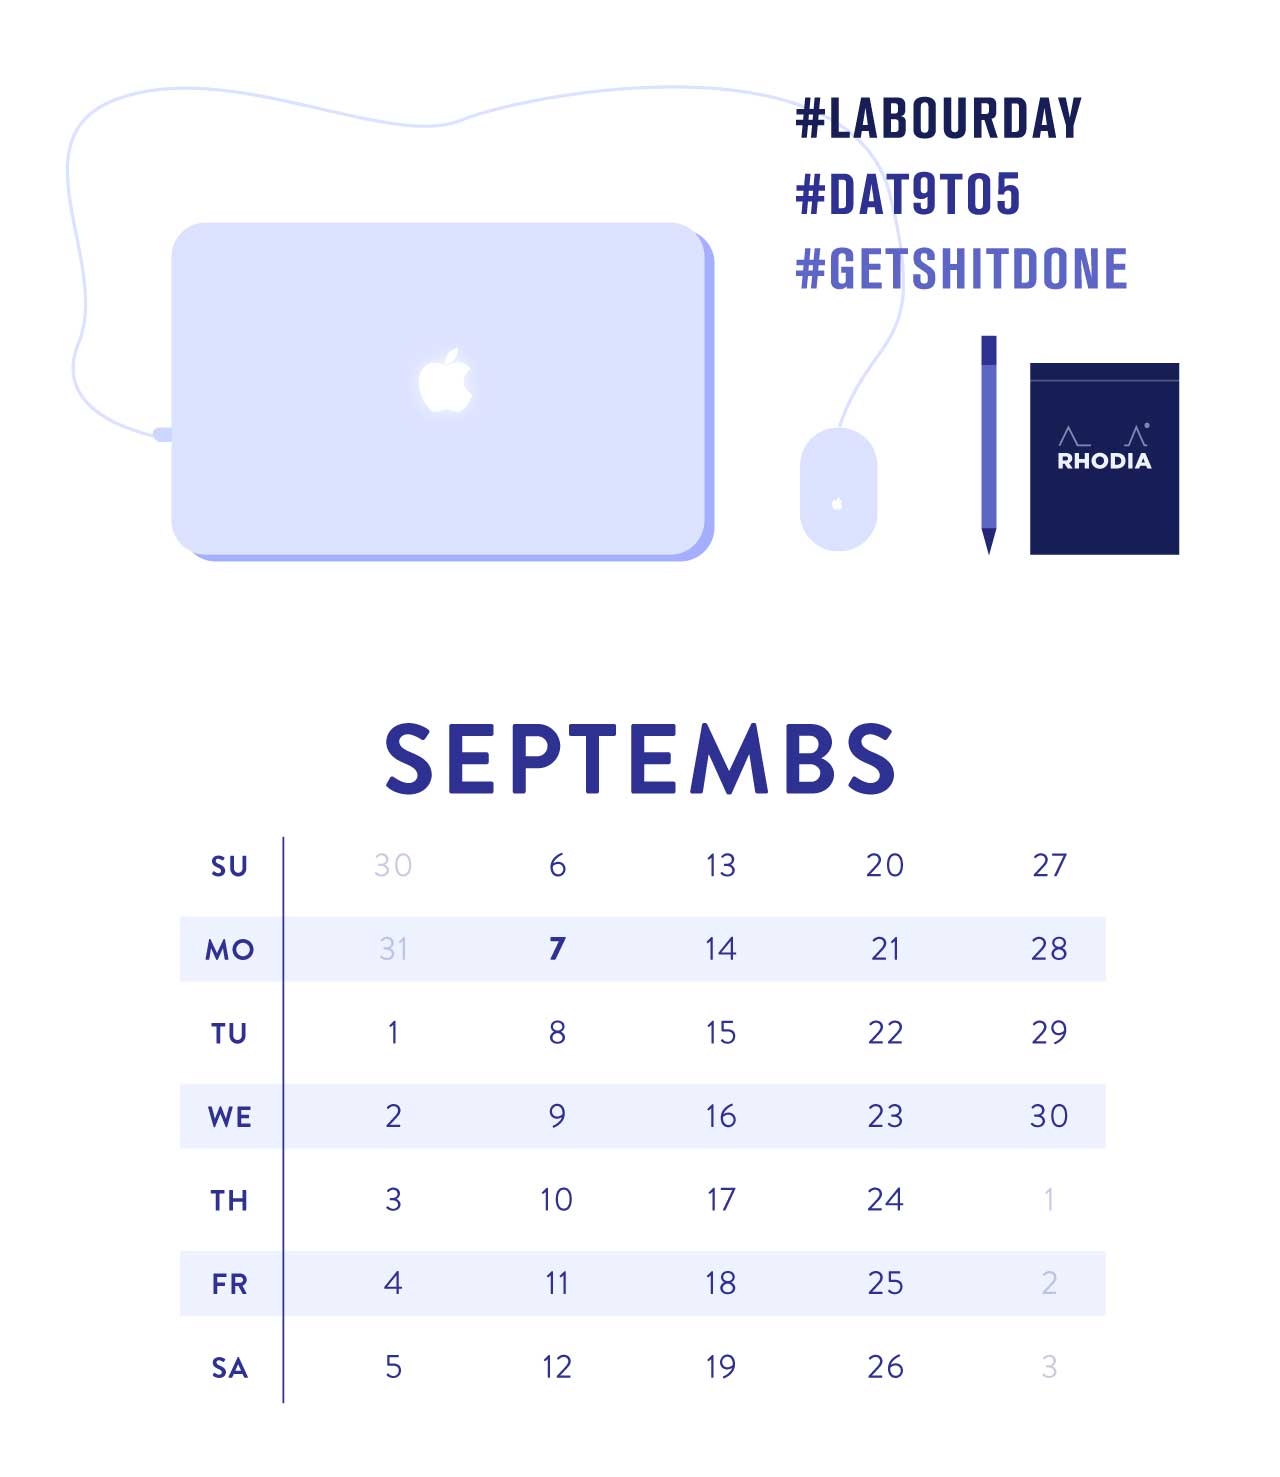 #LABOURDAY
#DAT9TO5
#GETSHITDONE
RHODIA
SEPTEMBS
SU 30 6 13 20 27
MO 31 7 14 21 28
TU 1 8 15 22 29
WE 2 9 16 23 30
TH 3 10 17 24 1
FR 4 11 18 25 2
SA 5 12 19 26 3